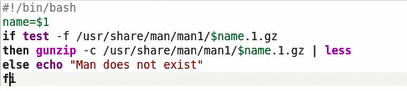 #!/bin/bash
name=$1
if test -f /usr/share/man/man1/$name.1.gz
then gunzip -c /usr/share/man/man1/$name.1.gz | less
else echo "Man does not exist"
fi